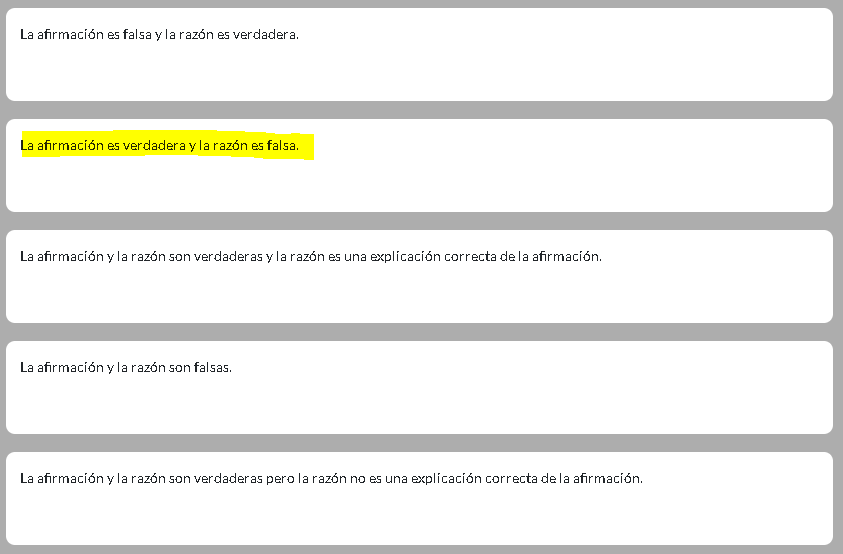 La afirmación es falsa y la razón es verdadera.
La afirmación es verdadera y la razón es falsa.
La afirmación y la razón son verdaderas y la razón es una explicación correcta de la afirmación.
La afirmación y la razón son falsas.
La afirmación y la razón son verdaderas pero la razón no es una explicación correcta de la afirmación.